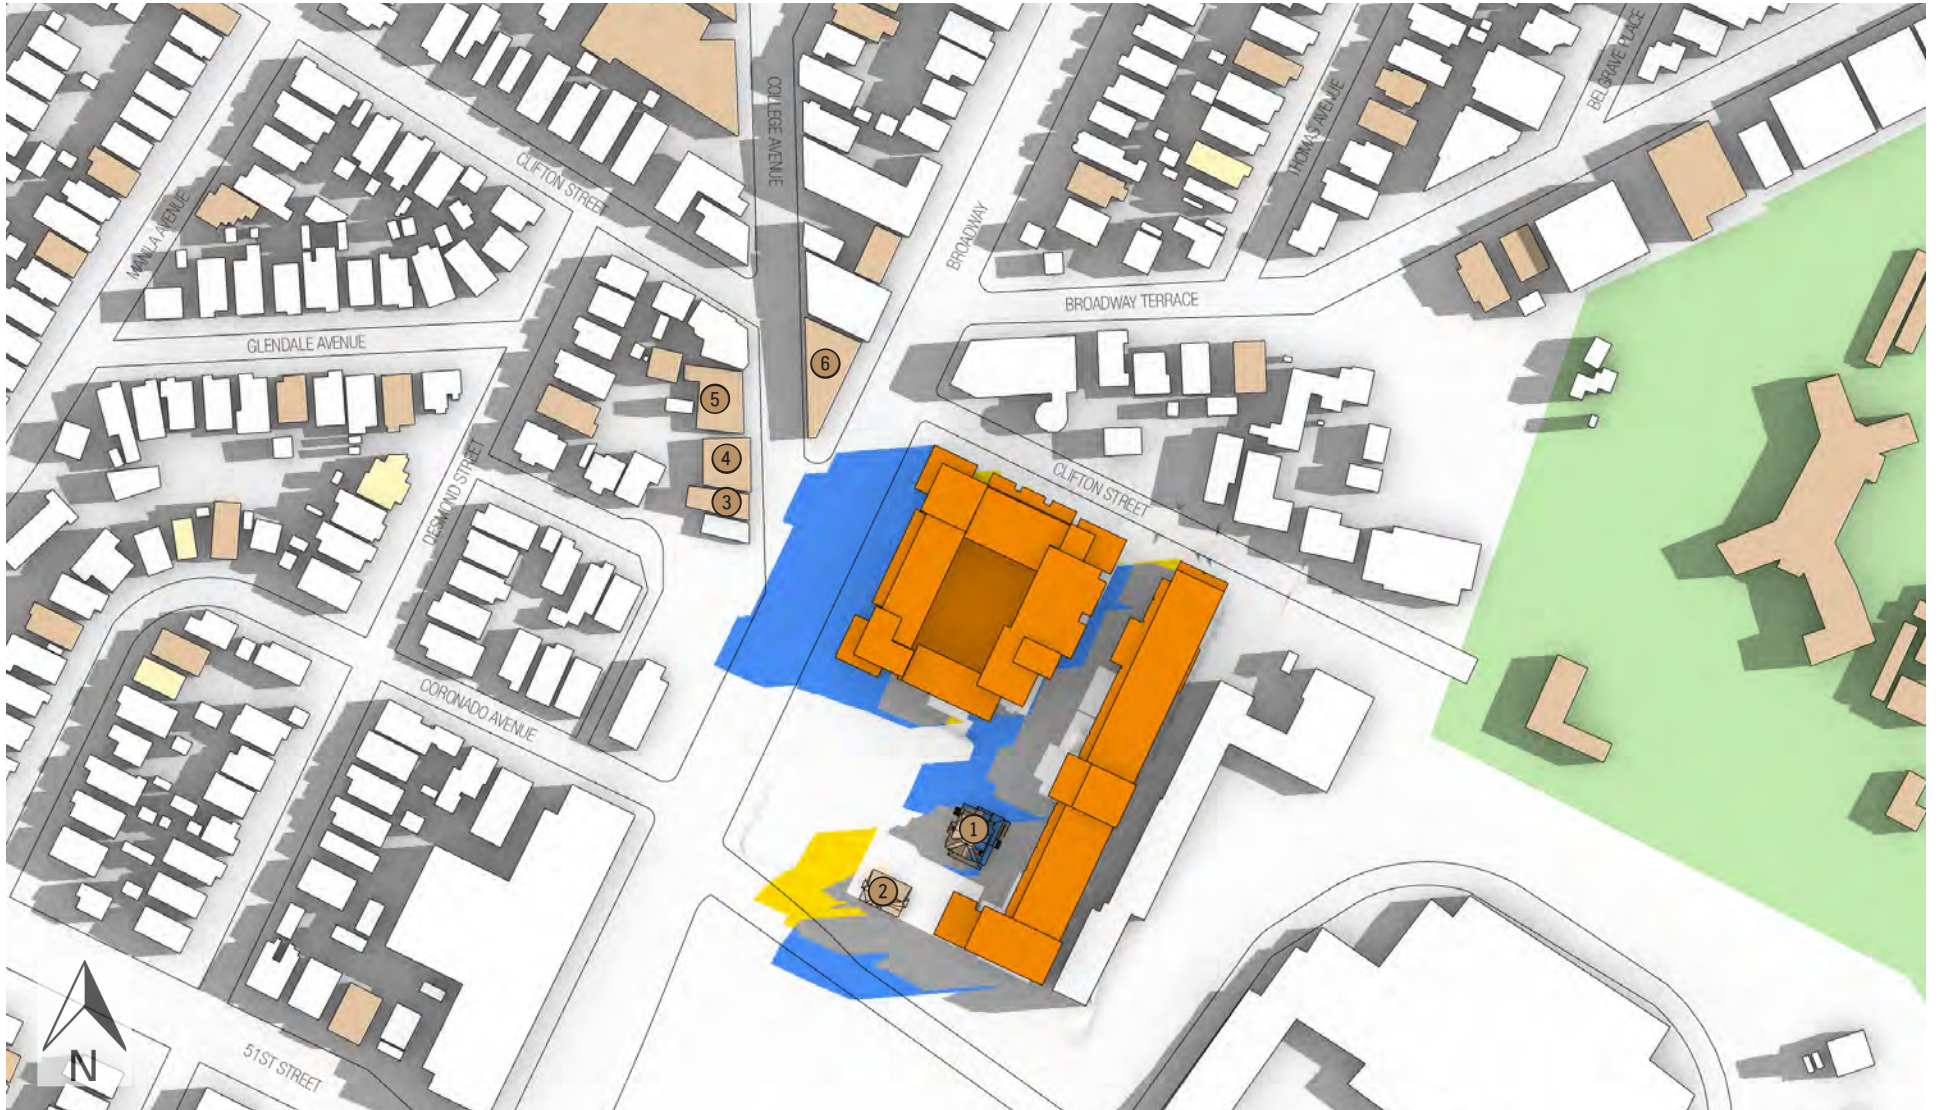 BELGRAVE PLACE
COLLEGE AVENUE
THOMAS AVENUE
CLIFTON STREET
MANILA AVENUE
BROADWAY
BROADWAY TERRACE
GLENDALE AVENUE
6
5
4
3
DESMOND STREET
CLIFTON STREET
CORONADO AVENUE
1
2
N
51ST STREET